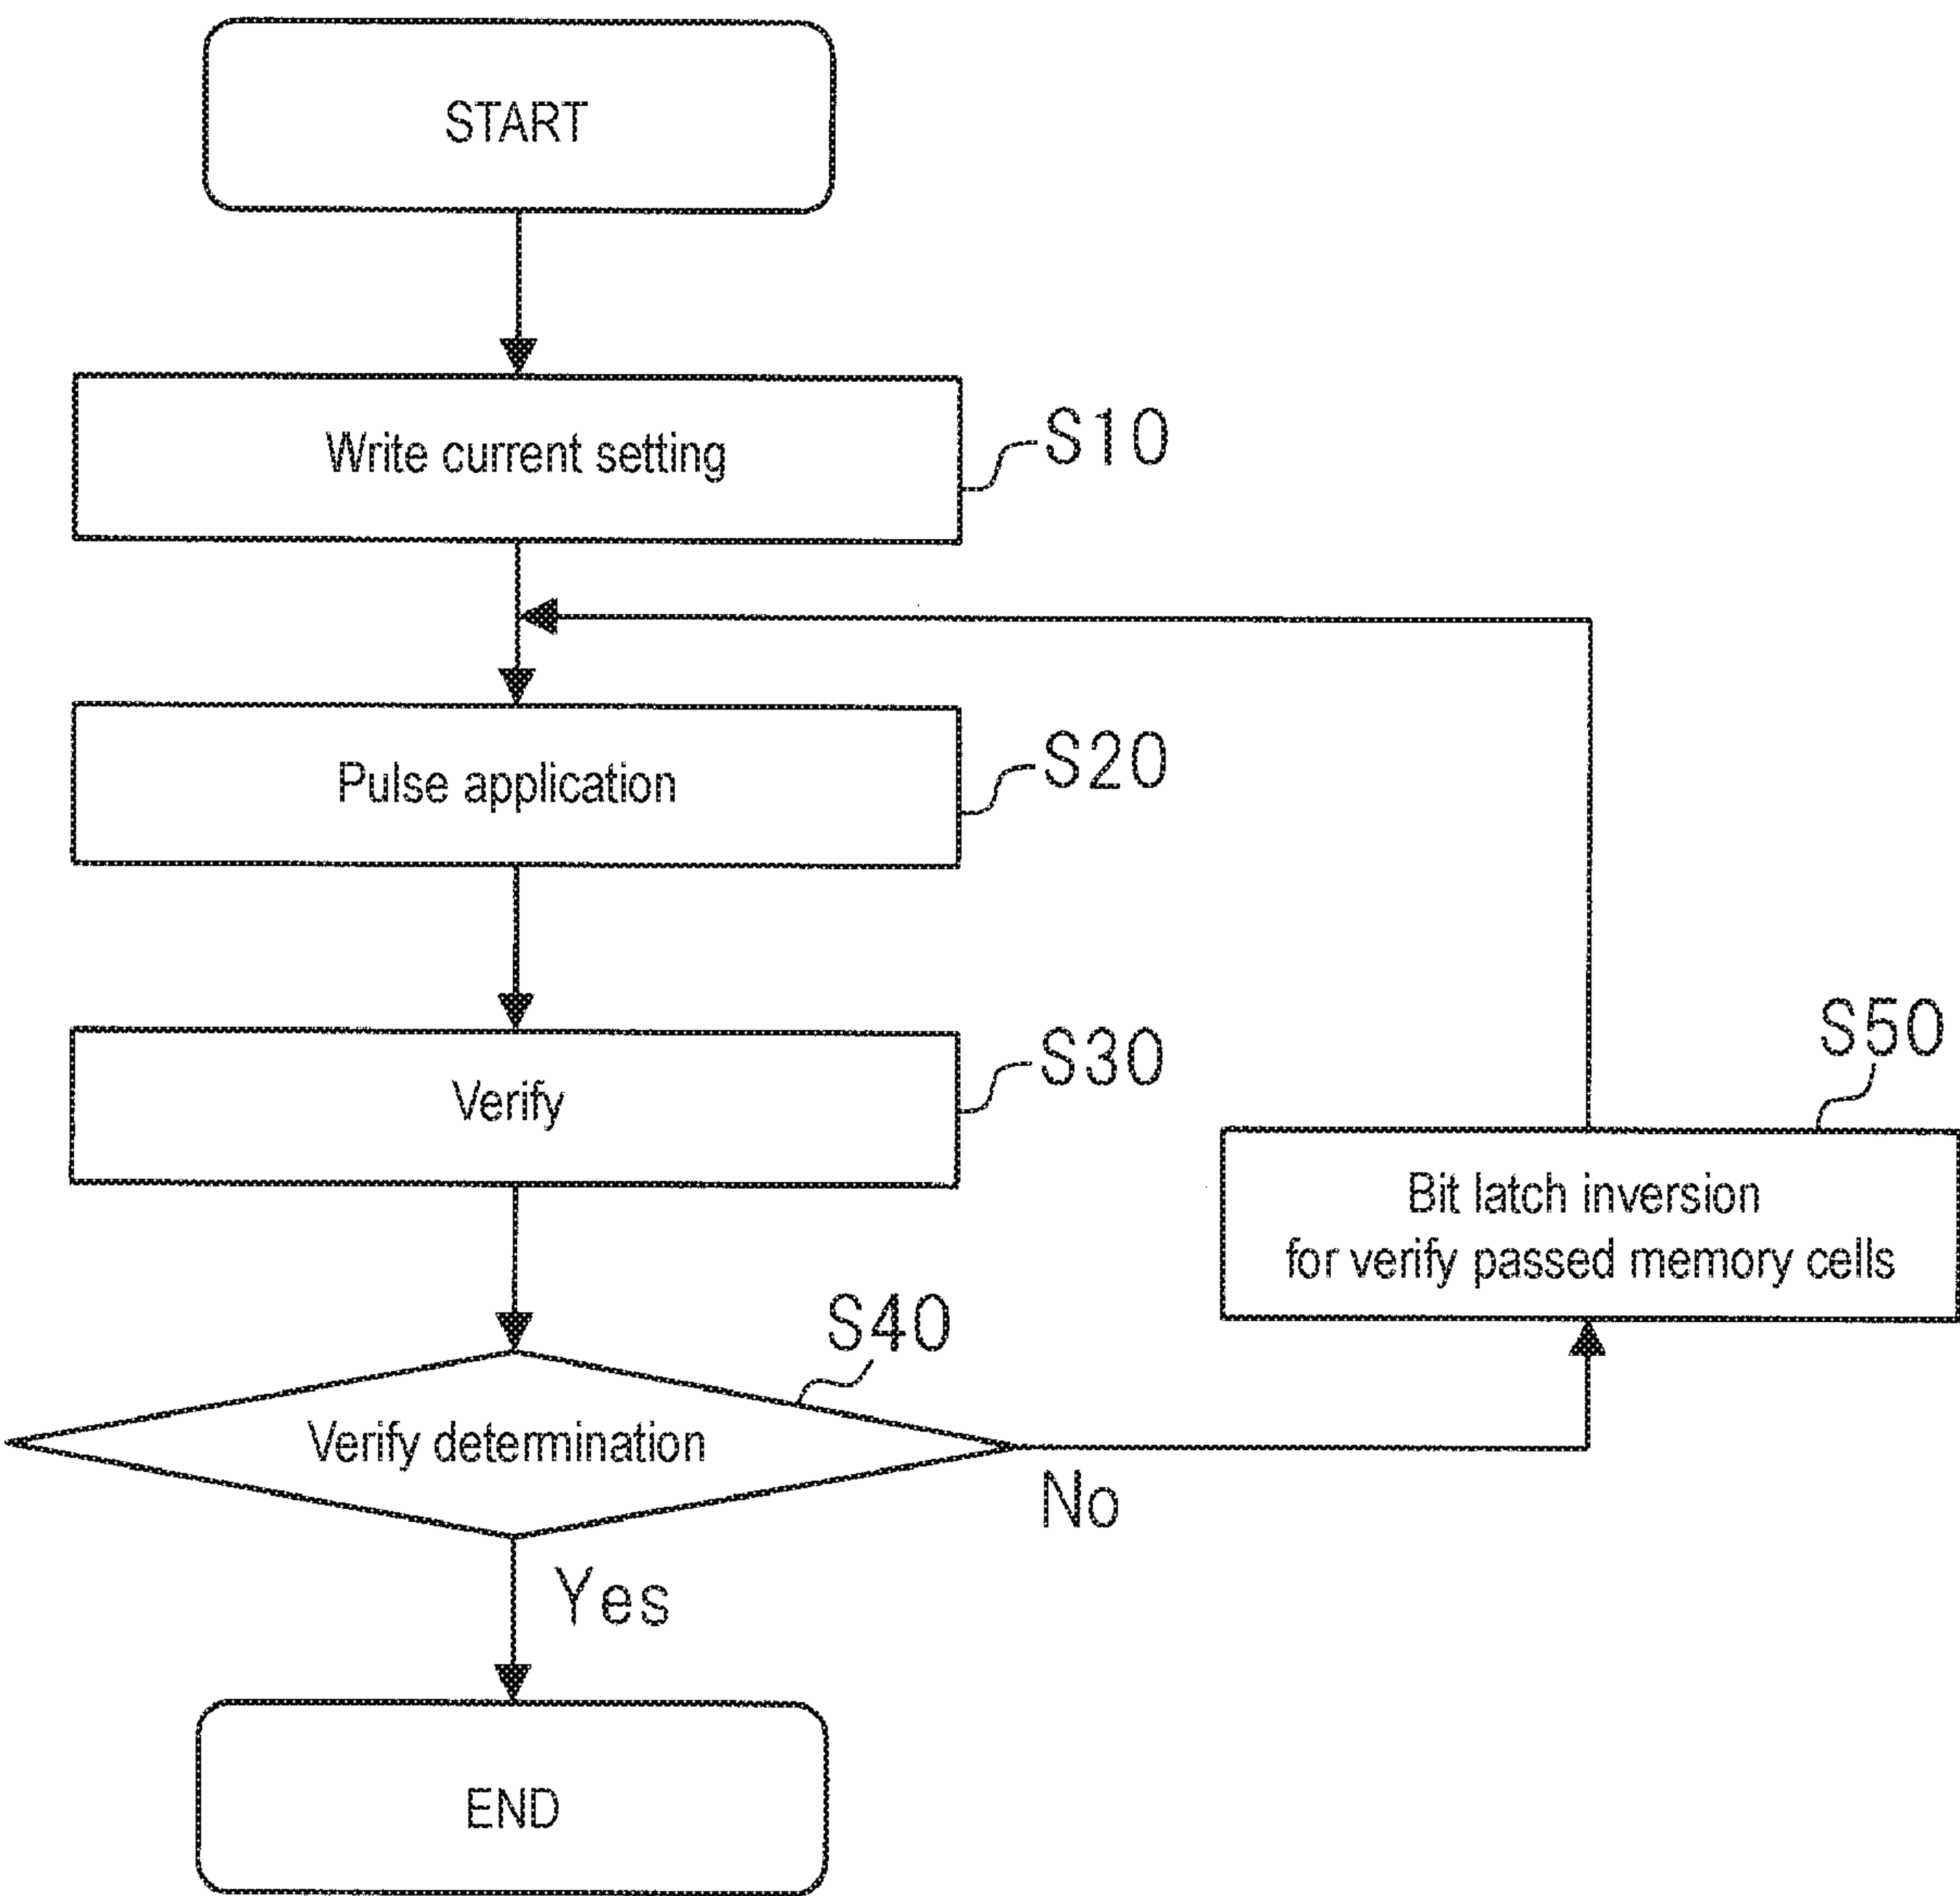 START
Write current setting
S10
Pulse application
S20
Verify
S30
S50
Bit latch inversion
for verify passed memory cells
S40
Verify determination
No
Yes
END